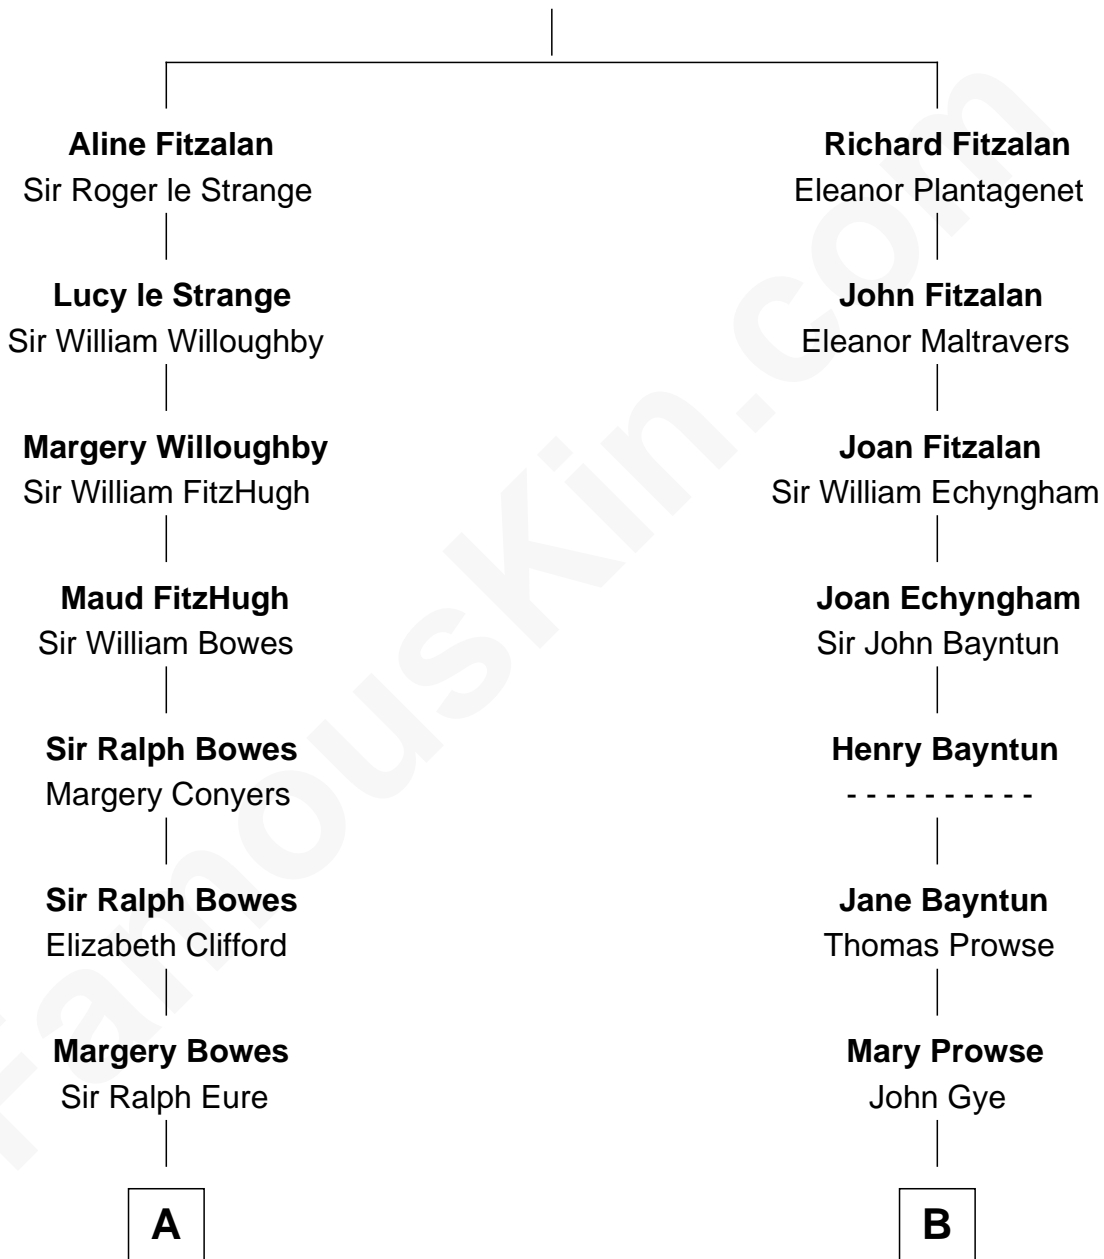 Aline Fitzalan
Sir Roger le Strange
Lucy le Strange
Sir William Willoughby
Margery Willoughby
Sir William FitzHugh
Maud FitzHugh
Sir William Bowes
Sir Ralph Bowes
Margery Conyers
Sir Ralph Bowes
Elizabeth Clifford
Margery Bowes
Sir Ralph Eure
A
Richard Fitzalan
Eleanor Plantagenet
John Fitzalan
Eleanor Maltravers
Joan Fitzalan
Sir William Echyngham
Joan Echyngham
Sir John Bayntun
Henry Bayntun
- - - - - - - - - -
Jane Bayntun
Thomas Prowse
Mary Prowse
John Gye
B
FamousKin.com